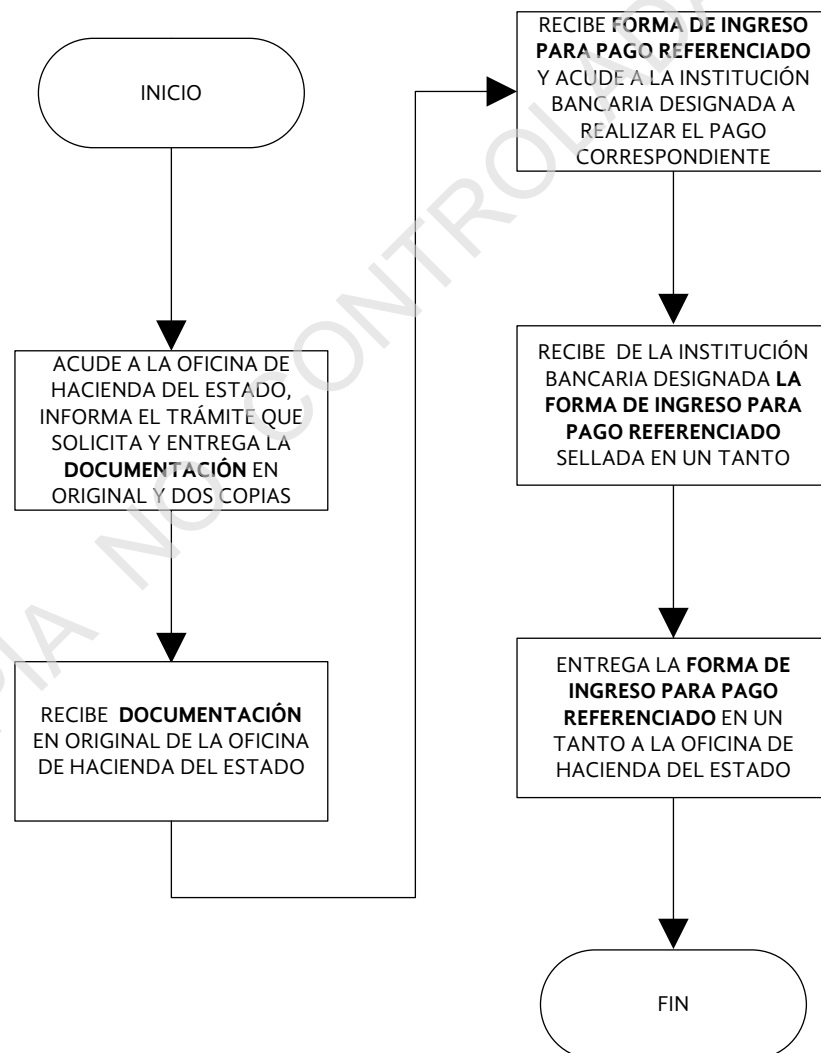 INICIO
ACUDE A LA OFICINA DE
HACIENDA DEL ESTADO,
INFORMA EL TRÁMITE QUE
SOLICITA Y ENTREGA LA
DOCUMENTACIÓN EN
ORIGINAL Y DOS COPIAS
RECIBE DOCUMENTACIÓN
EN ORIGINAL DE LA OFICINA
DE HACIENDA DEL ESTADO
RECIBE FORMA DE INGRESO
PARA PAGO REFERENCIADO
Y ACUDE A LA INSTITUCIÓN
BANCARIA DESIGNADA A
REALIZAR EL PAGO
CORRESPONDIENTE
RECIBE DE LA INSTITUCIÓN
BANCARIA DESIGNADA LA
FORMA DE INGRESO PARA
PAGO REFERENCIADO
SELLADA EN UN TANTO
ENTREGA LA FORMA DE
INGRESO PARA PAGO
REFERENCIADO EN UN
TANTO A LA OFICINA DE
HACIENDA DEL ESTADO
FIN
PIA NO CONTROLADA